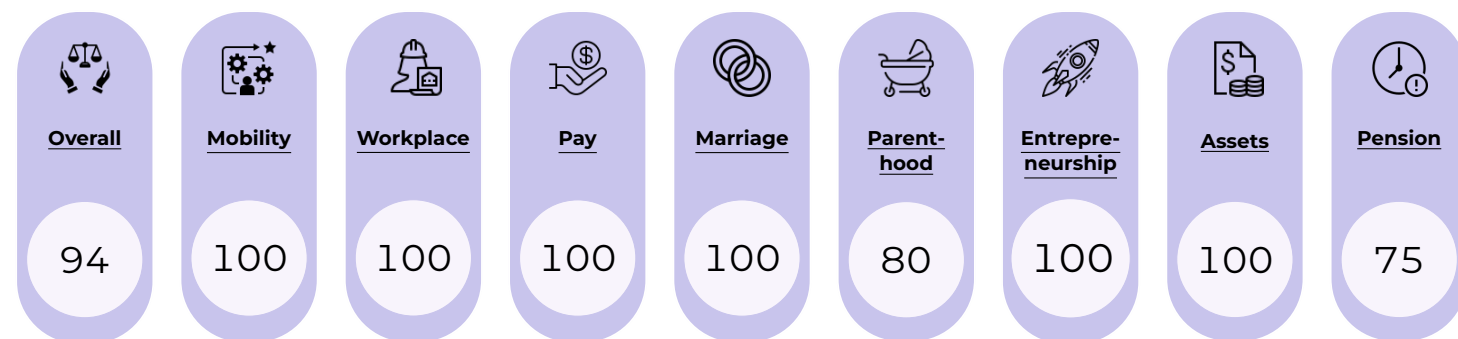 Overall
94
Mobility
100
Workplace
100
Pay
100
Marriage
100
Parent-
hood
80
Entrepre-
neurship
100
Assets
100
Pension
75